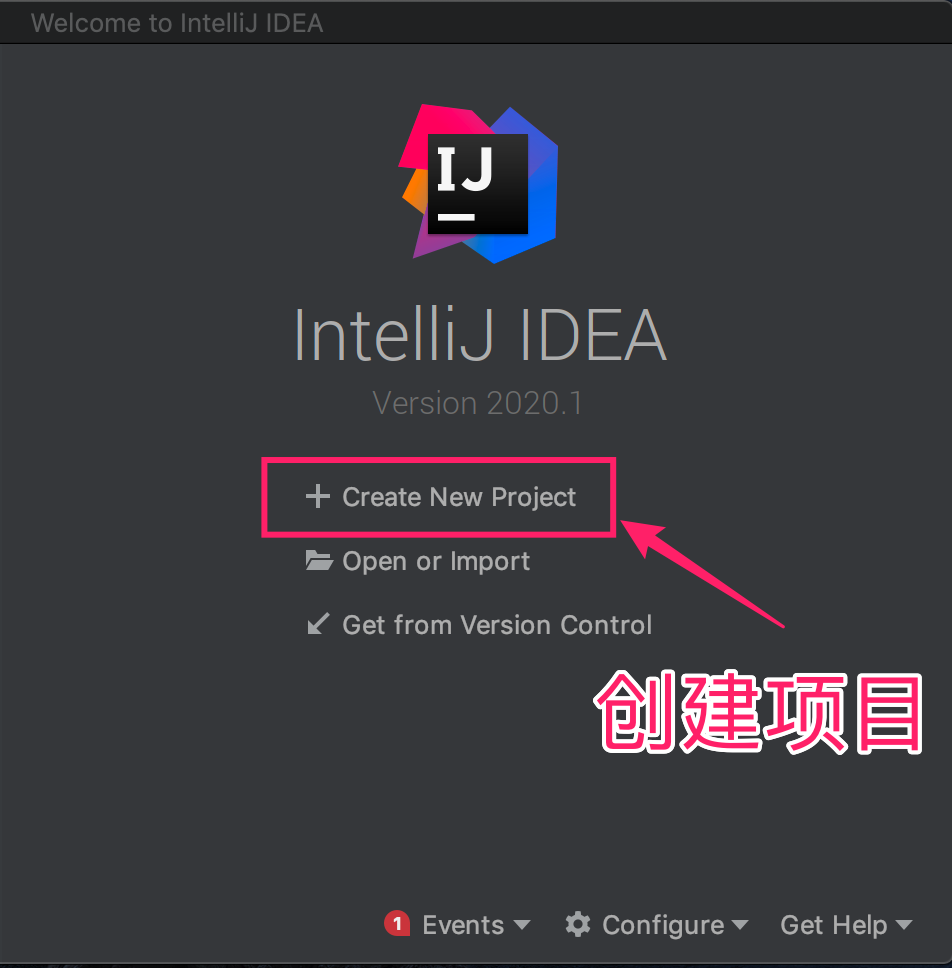 Welcome to IntelliJ IDEA
IJ
IntelliJ IDEA
Version 2020.1
Create New Project
Open or Import
Get from Version Control
创建项目
1 Events Configure Get Help